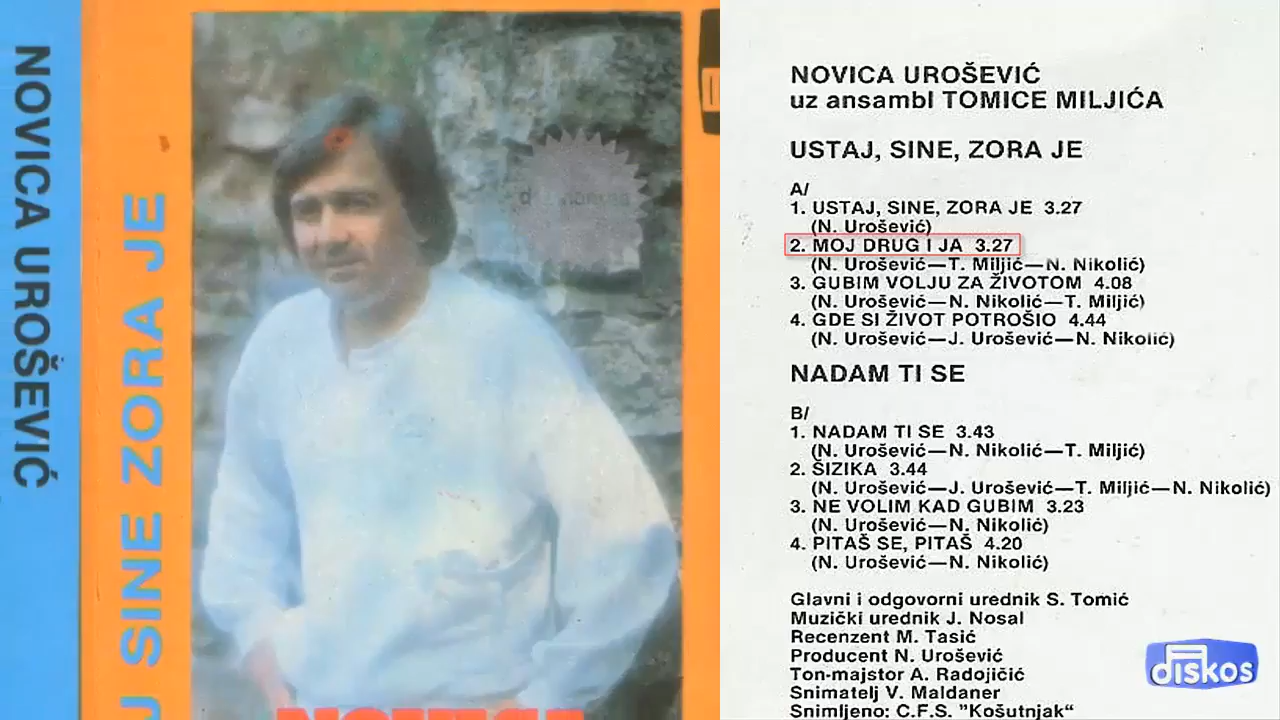 NOVICA UROŠEVIĆ
J SINE ZORA JE
NOVICA UROŠEVIĆ
uz ansambl TOMICE MILJIĆA
USTAJ, SINE, ZORA JE
A/
1. USTAJ, SINE, ZORA JE 3.27
(N. Urošević)
2. MOJ DRUG I JA 3.27
(N. Urošević—T. Miljić—N. Nikolić)
3. GUBIM VOLJU ZA ŽIVOTOM 4.08
(N. Urošević—N. Nikolić—T. Miljić)
4. GDE SI ŽIVOT POTROŠIO 4.44
(N. Urošević—J. Urošević—N. Nikolić)
NADAM TI SE
B/
1. NADAM TI SE 3.43
(N. Urošević—N. Nikolić—T. Miljić)
2. ŠIZIKA 3.44
(N. Urošević—J. Urošević—T. Miljić—N. Nikolić)
3. NE VOLIM KAD GUBIM 3.23
(N. Urošević—N. Nikolić)
4. PITAŠ SE, PITAŠ 4.20
(N. Urošević—N. Nikolić)
Glavni i odgovorni urednik S. Tomić
Muzički urednik J. Nosal
Recenzent M. Tasić
Producent N. Urošević
Ton-majstor A. Radojičić
Snimatelj V. Maldaner
Snimljeno: C.F.S. "Košutnjak“
diskos